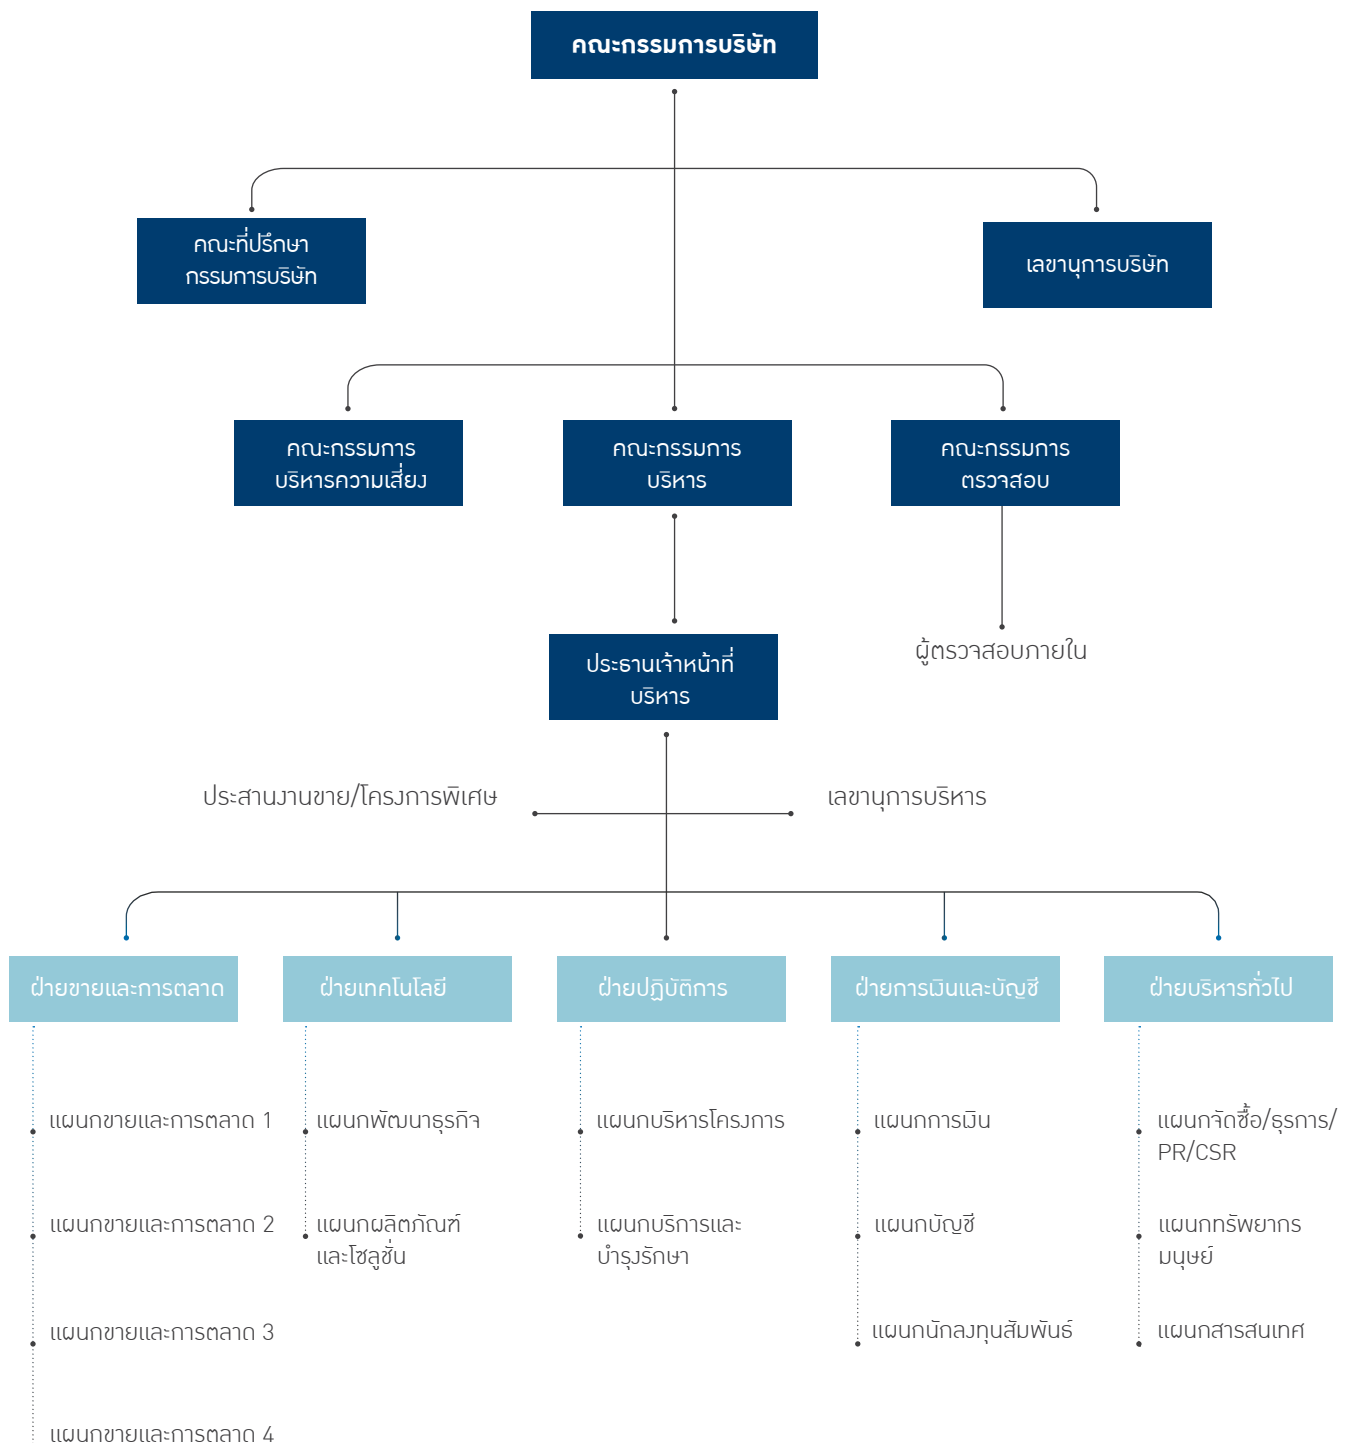 คณะกรรมการบริษัท
คณะที่ปรึกษา
กรรมการบริษัท
เลขานุการบริษัท
คณะกรรมการ
บริหารความเสี่ยง
คณะกรรมการ
บริหาร
คณะกรรมการ
ตรวจสอบ
ผู้ตรวจสอบภายใน
ประธานเจ้าหน้าที่
บริหาร
ประสานงานขาย/โครงการพิเศษ
เลขานุการบริหาร
ฝ่ายขายและการตลาด
ฝ่ายเทคโนโลยี
ฝ่ายปฏิบัติการ
ฝ่ายการเงินและบัญชี
ฝ่ายบริหารทั่วไป
แผนกขายและการตลาด 1
แผนกขายและการตลาด 2
แผนกขายและการตลาด 3
แผนกขายและการตลาด 4
แผนกพัฒนาธุรกิจ
แผนกผลิตภัณฑ์
และโซลูชั่น
แผนกบริหารโครงการ
แผนกบริการและ
บำรุงรักษา
แผนกการเงิน
แผนกบัญชี
แผนกนักลงทุนสัมพันธ์
แผนกจัดซื้อ/ธุรการ/
PR/CSR
แผนกทรัพยากร
มนุษย์
แผนกสารสนเทศ